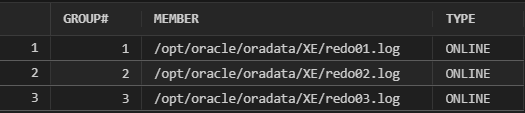 GROUP# MEMBER TYPE
1 1 /opt/oracle/oradata/XE/redo01.log ONLINE
2 2 /opt/oracle/oradata/XE/redo02.log ONLINE
3 3 /opt/oracle/oradata/XE/redo03.log ONLINE